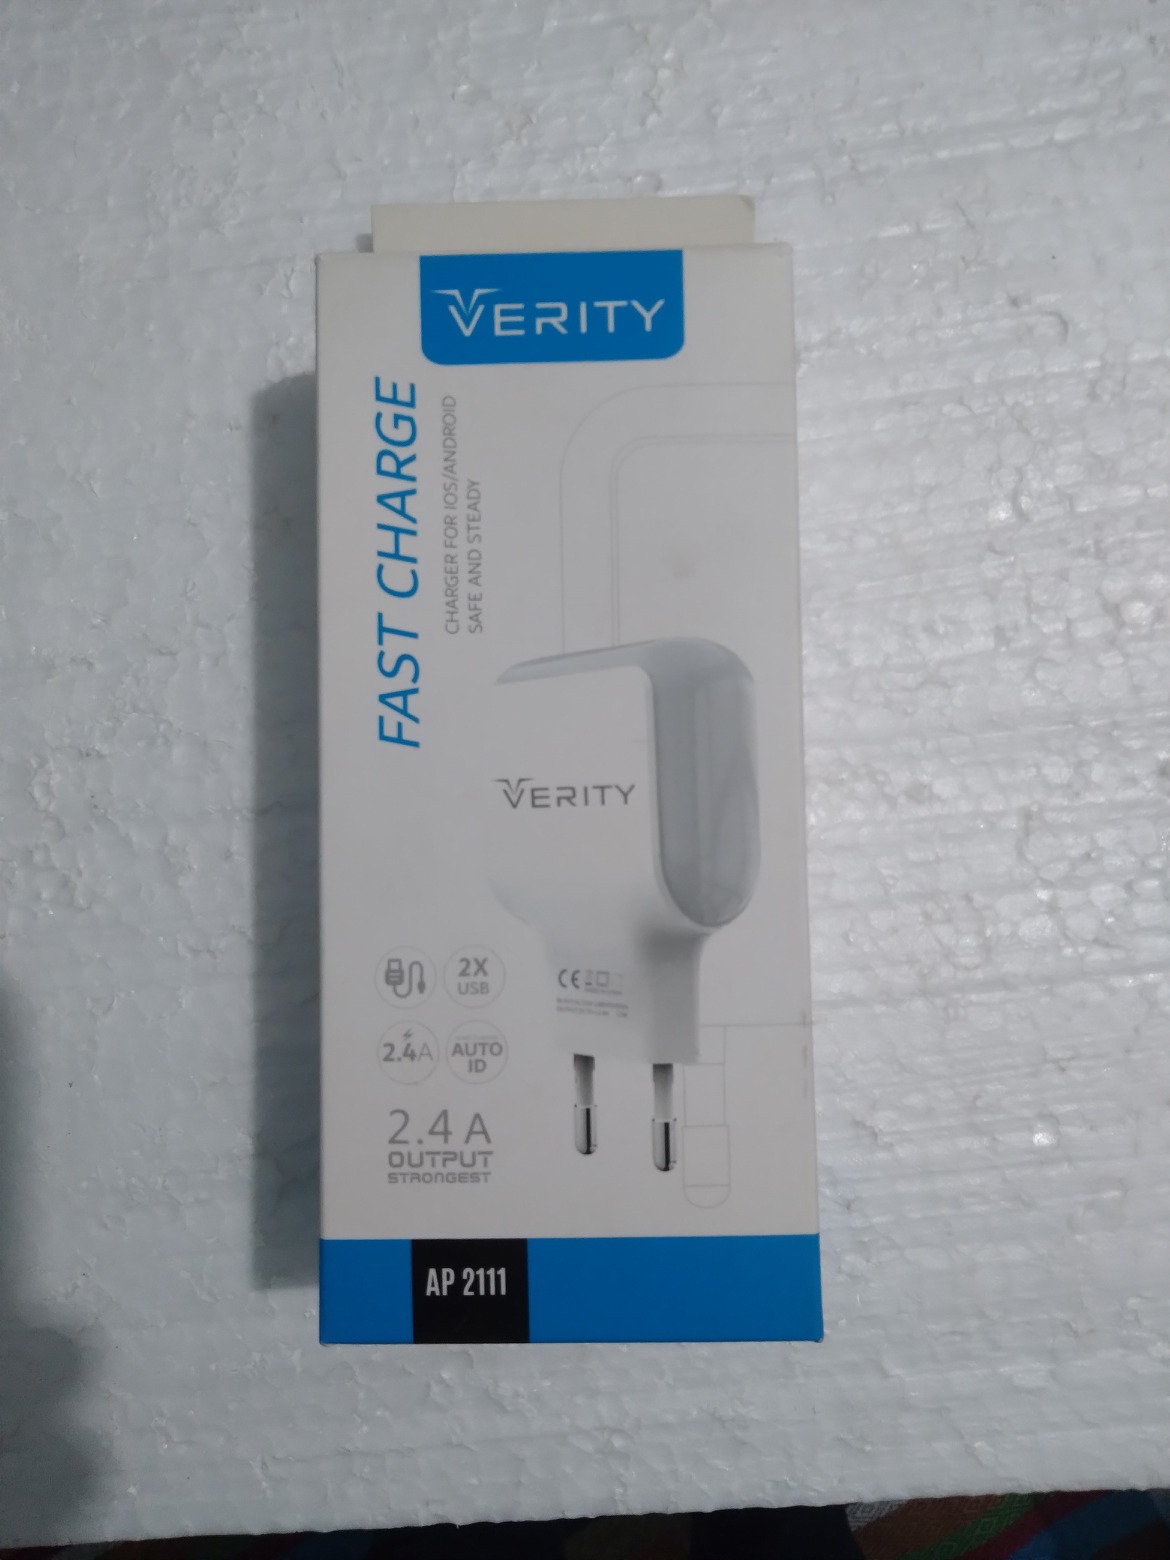 VERITY
FAST CHARGE
CHARGER FOR IOS/ANDROID
SAFE AND STEADY
VERITY
CE
2X
USB
2.4A
AUTO
ID
2.4 A
OUTPUT
STRONGEST
AP 2111